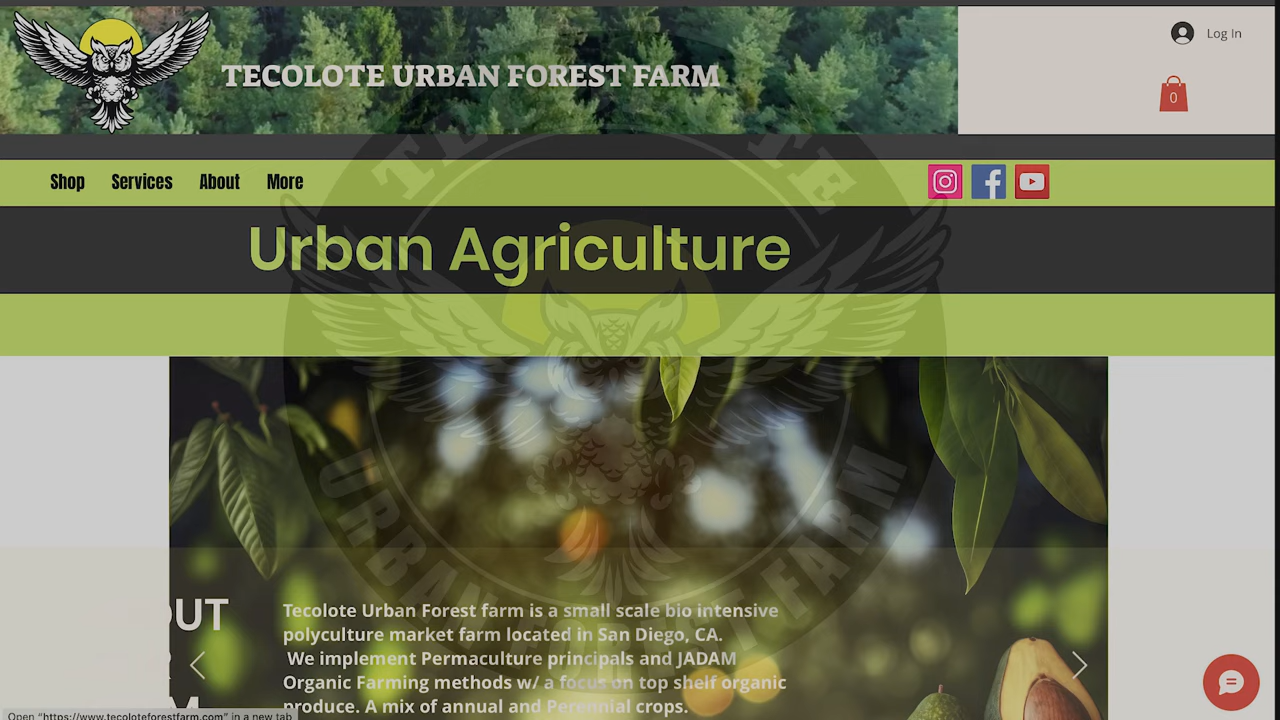 TECOLOTE URBAN FOREST FARM
Log In
0
Shop Services About More
Urban Agriculture
URBAN FOREST FARM
OUT
Tecolote Urban Forest farm is a small scale bio intensive
polyculture market farm located in San Diego, CA.
We implement Permaculture principals and JADAM
Organic Farming methods w/ a focus on top shelf organic
produce. A mix of annual and Perennial crops.
Open “https://www.tecoloteforestfarm.com” in a new tab